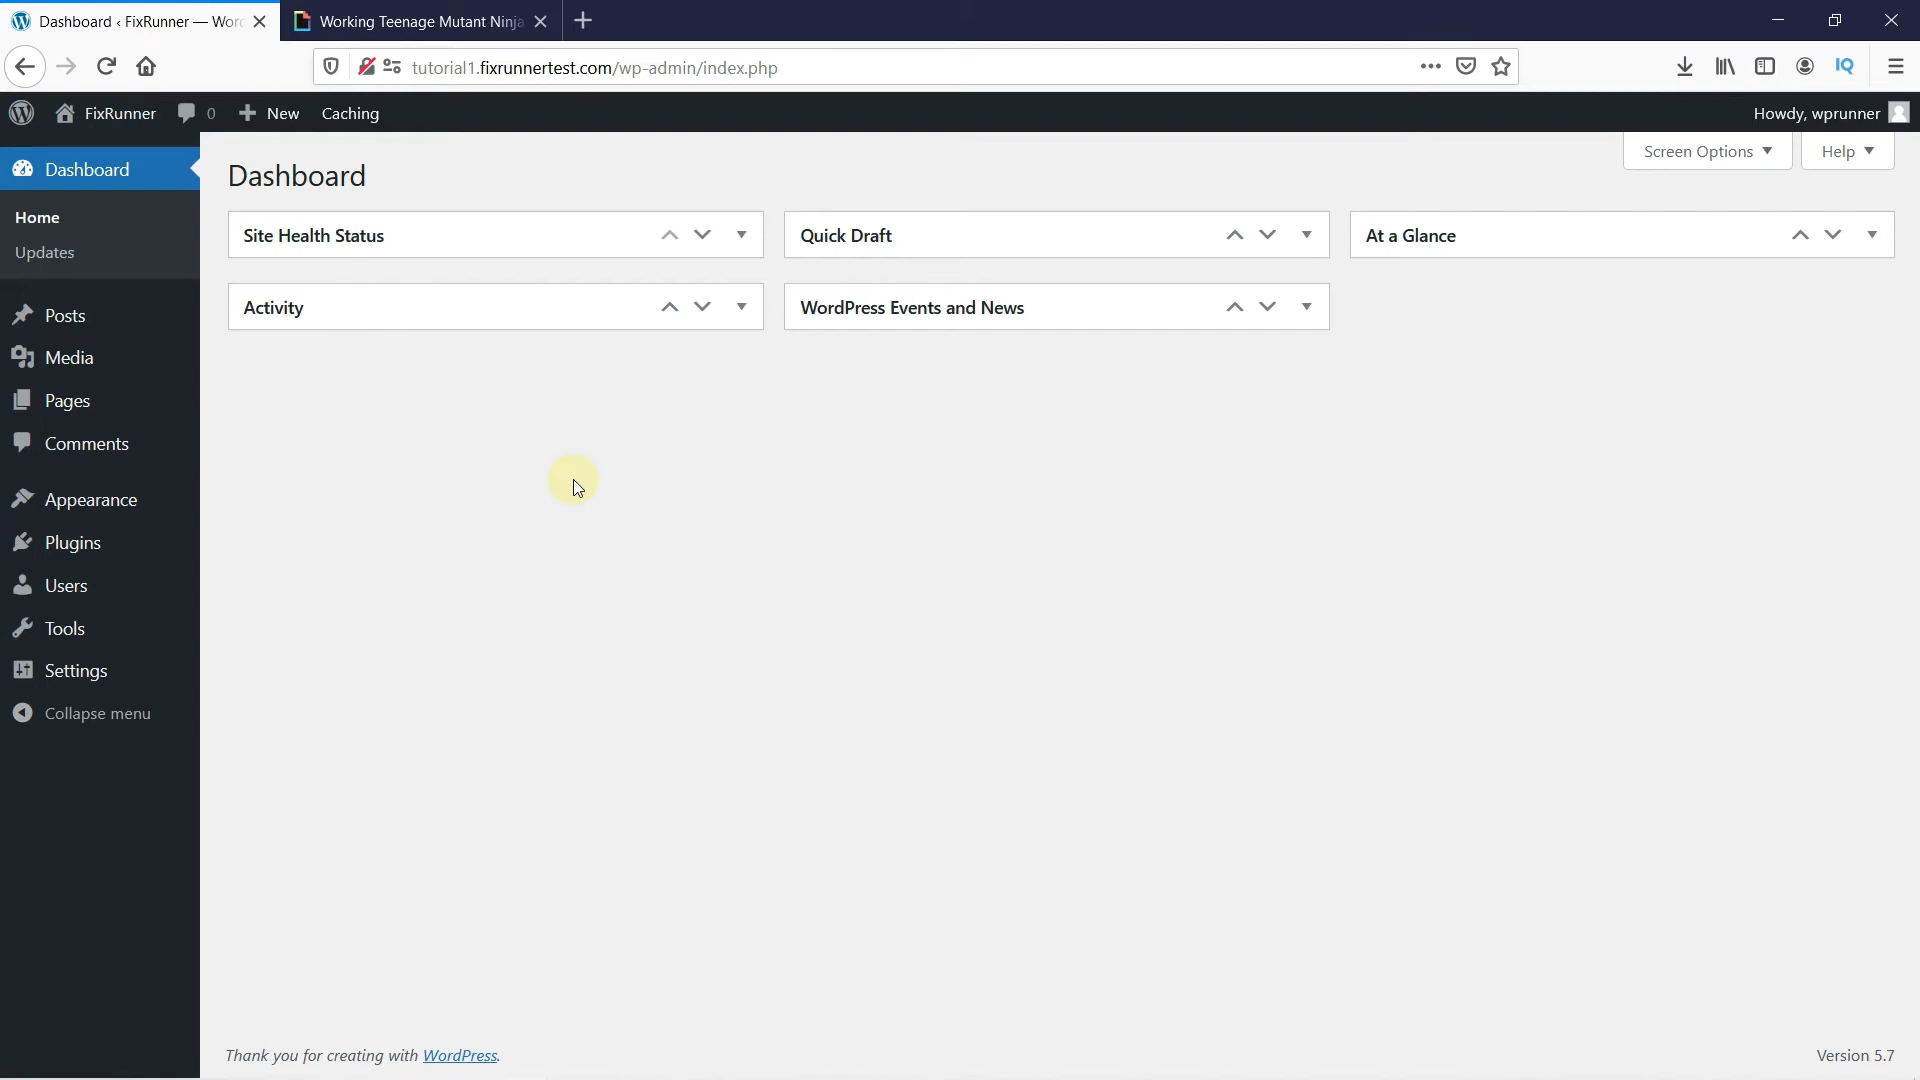 Dashboard ‹ FixRunner — Wor
Working Teenage Mutant Ninja
tutorial1.fixrunnertest.com/wp-admin/index.php
IQ
FixRunner
0
New
Caching
Howdy, wprunner
Dashboard
Home
Updates
Posts
Media
Pages
Comments
Appearance
Plugins
Users
Tools
Settings
Collapse menu
Screen Options
Help
Dashboard
Site Health Status
Quick Draft
At a Glance
Activity
WordPress Events and News
Thank you for creating with WordPress.
Version 5.7